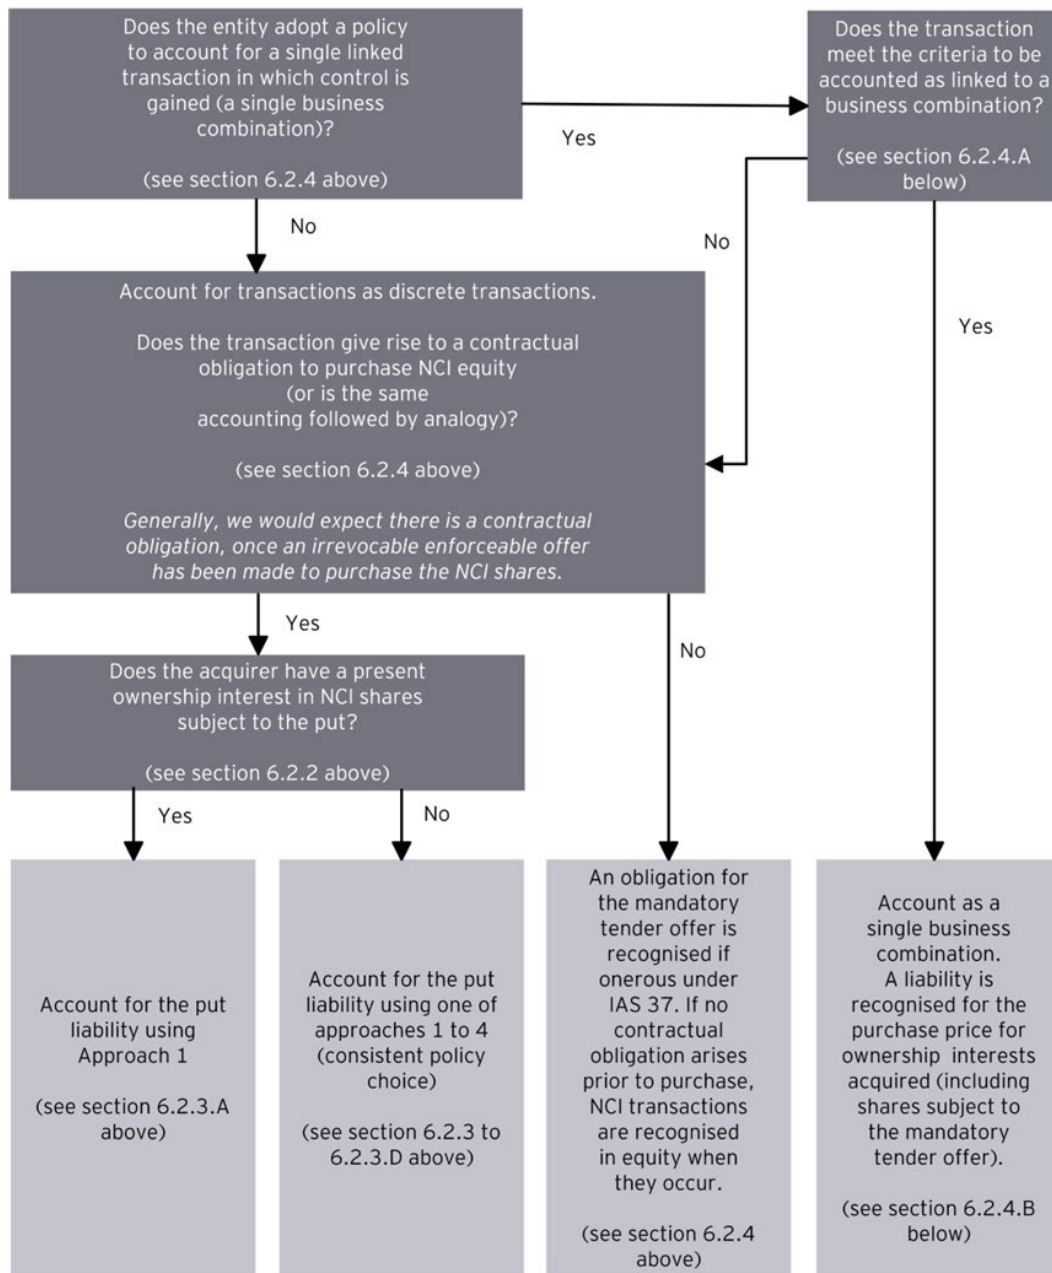 Does the entity adopt a policy
to account for a single linked
transaction in which control is
gained (a single business
combination)?
(see section 6.2.4 above)
Yes
Does the transaction
meet the criteria to be
accounted as linked to a
business combination?
(see section 6.2.4.A
below)
No
No
Yes
Account for transactions as discrete transactions.
Does the transaction give rise to a contractual
obligation to purchase NCI equity
(or is the same
accounting followed by analogy)?
(see section 6.2.4 above)
Generally, we would expect there is a contractual
obligation, once an irrevocable enforceable offer
has been made to purchase the NCI shares.
Yes
No
Does the acquirer have a present
ownership interest in NCI shares
subject to the put?
(see section 6.2.2 above)
Yes
No
Account for the put
liability using
Approach 1
(see section 6.2.3.A
above)
Account for the put
liability using one of
approaches 1 to 4
(consistent policy
choice)
(see section 6.2.3 to
6.2.3.D above)
An obligation for
the mandatory
tender offer is
recognised if
onerous under
IAS 37. If no
contractual
obligation arises
prior to purchase,
NCI transactions
are recognised
in equity when
they occur.
(see section 6.2.4
above)
Account as a
single business
combination.
A liability is
recognised for the
purchase price for
ownership interests
acquired (including
shares subject to
the mandatory
tender offer).
(see section 6.2.4.B
below)